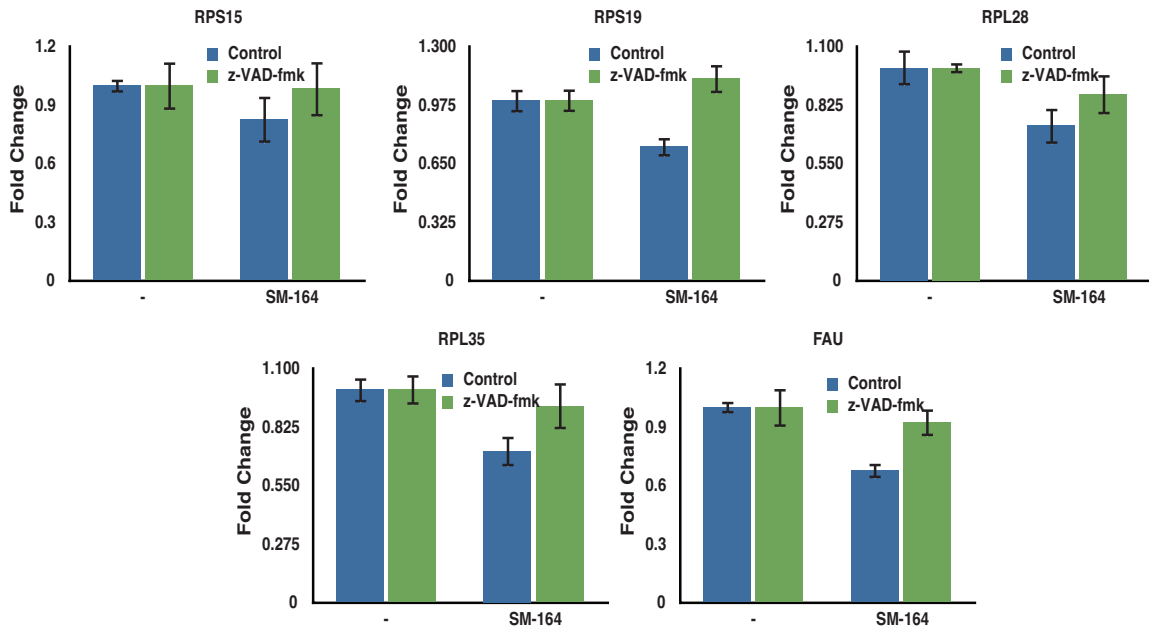 RPS15
Fold Change
1.2
0.9
0.6
0.3
0
Control
z-VAD-fmk
-
SM-164
RPS19
Fold Change
1.300
0.975
0.650
0.325
0
Control
z-VAD-fmk
-
SM-164
RPL28
Fold Change
1.100
0.825
0.550
0.275
0
Control
z-VAD-fmk
-
SM-164
RPL35
Fold Change
1.100
0.825
0.550
0.275
0
Control
z-VAD-fmk
-
SM-164
FAU
Fold Change
1.2
0.9
0.6
0.3
0
Control
z-VAD-fmk
-
SM-164